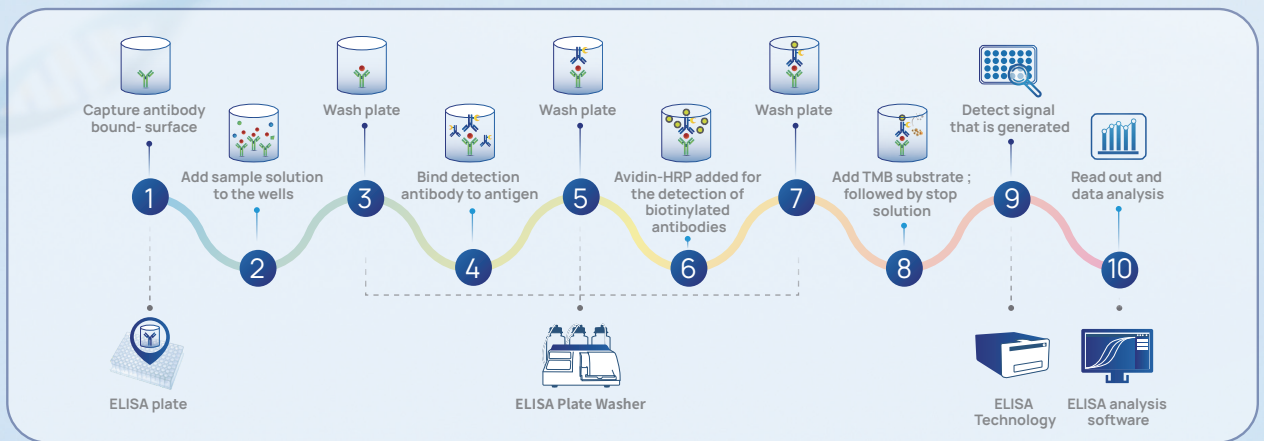 Capture antibody
bound- surface
Add sample solution
to the wells
Wash plate
Bind detection
antibody to antigen
Wash plate
Avidin-HRP added for
the detection of
biotinylated
antibodies
Wash plate
Add TMB substrate ;
followed by stop
solution
Detect signal
that is generated
Read out and
data analysis
1
2
3
4
5
6
7
8
9
10
ELISA plate
ELISA Plate Washer
ELISA
Technology
ELISA analysis
software